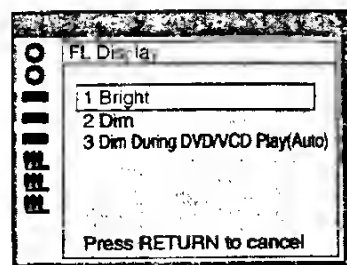 FL Display
1 Bright
2 Dim
3 Dim During DVD/VCD Play(Auto)
Press RETURN to cancel